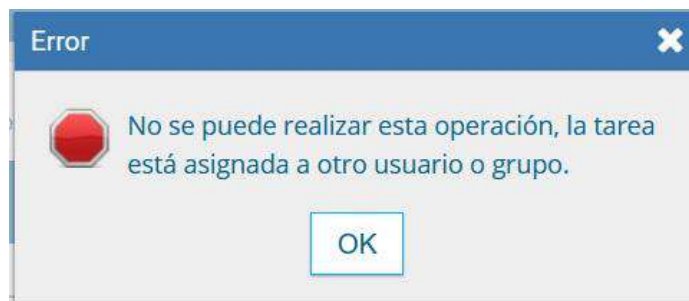 Error
No se puede realizar esta operación, la tarea
está asignada a otro usuario o grupo.
OK